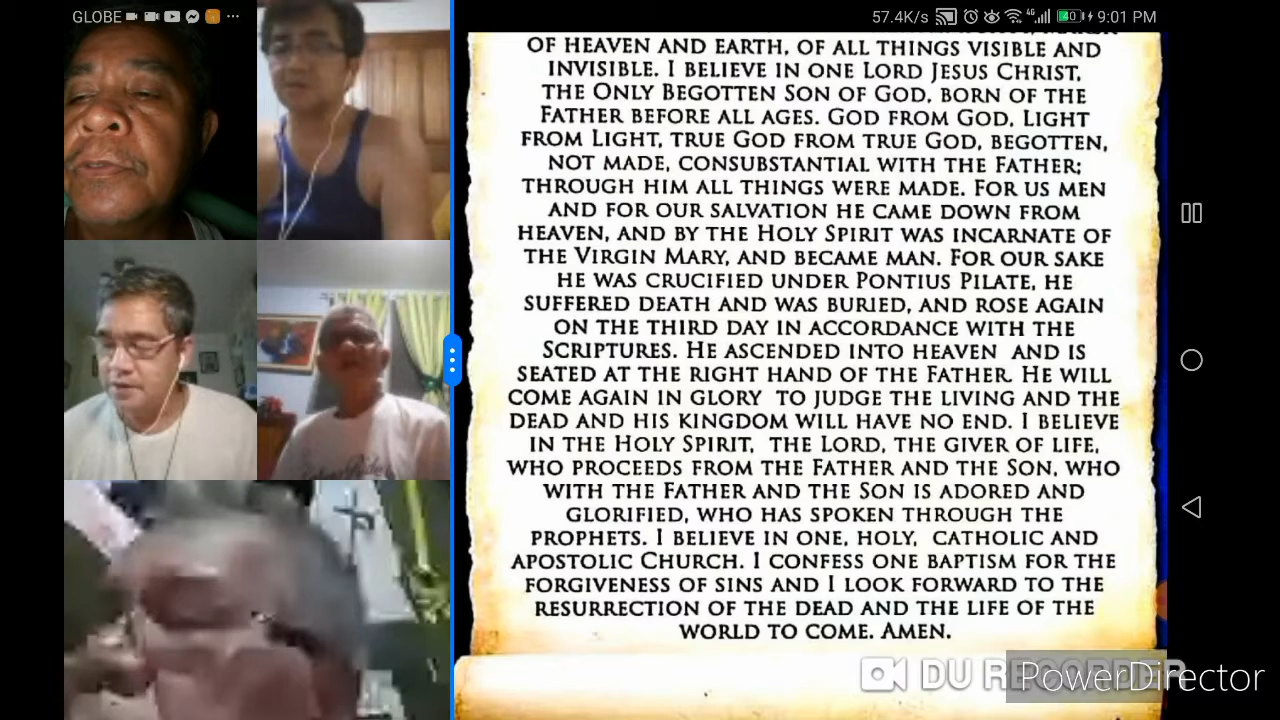 GLOBE
57.4K/s 4G 40 9:01 PM
OF HEAVEN AND EARTH, OF ALL THINGS VISIBLE AND
INVISIBLE. I BELIEVE IN ONE LORD JESUS CHRIST,
THE ONLY BEGOTTEN SON OF GOD, BORN OF THE
FATHER BEFORE ALL AGES. GOD FROM GOD, LIGHT
FROM LIGHT, TRUE GOD FROM TRUE GOD, BEGOTTEN,
NOT MADE, CONSUBSTANTIAL WITH THE FATHER;
THROUGH HIM ALL THINGS WERE MADE. FOR US MEN
AND FOR OUR SALVATION HE CAME DOWN FROM
HEAVEN, AND BY THE HOLY SPIRIT WAS INCARNATE OF
THE VIRGIN MARY, AND BECAME MAN. FOR OUR SAKE
HE WAS CRUCIFIED UNDER PONTIUS PILATE, HE
SUFFERED DEATH AND WAS BURIED, AND ROSE AGAIN
ON THE THIRD DAY IN ACCORDANCE WITH THE
SCRIPTURES. HE ASCENDED INTO HEAVEN AND IS
SEATED AT THE RIGHT HAND OF THE FATHER. HE WILL
COME AGAIN IN GLORY TO JUDGE THE LIVING AND THE
DEAD AND HIS KINGDOM WILL HAVE NO END. I BELIEVE
IN THE HOLY SPIRIT, THE LORD, THE GIVER OF LIFE,
WHO PROCEEDS FROM THE FATHER AND THE SON, WHO
WITH THE FATHER AND THE SON IS ADORED AND
GLORIFIED, WHO HAS SPOKEN THROUGH THE
PROPHETS. I BELIEVE IN ONE, HOLY, CATHOLIC AND
APOSTOLIC CHURCH. I CONFESS ONE BAPTISM FOR THE
FORGIVENESS OF SINS AND I LOOK FORWARD TO THE
RESURRECTION OF THE DEAD AND THE LIFE OF THE
WORLD TO COME. AMEN.
DU RECORDER
PowerDirector